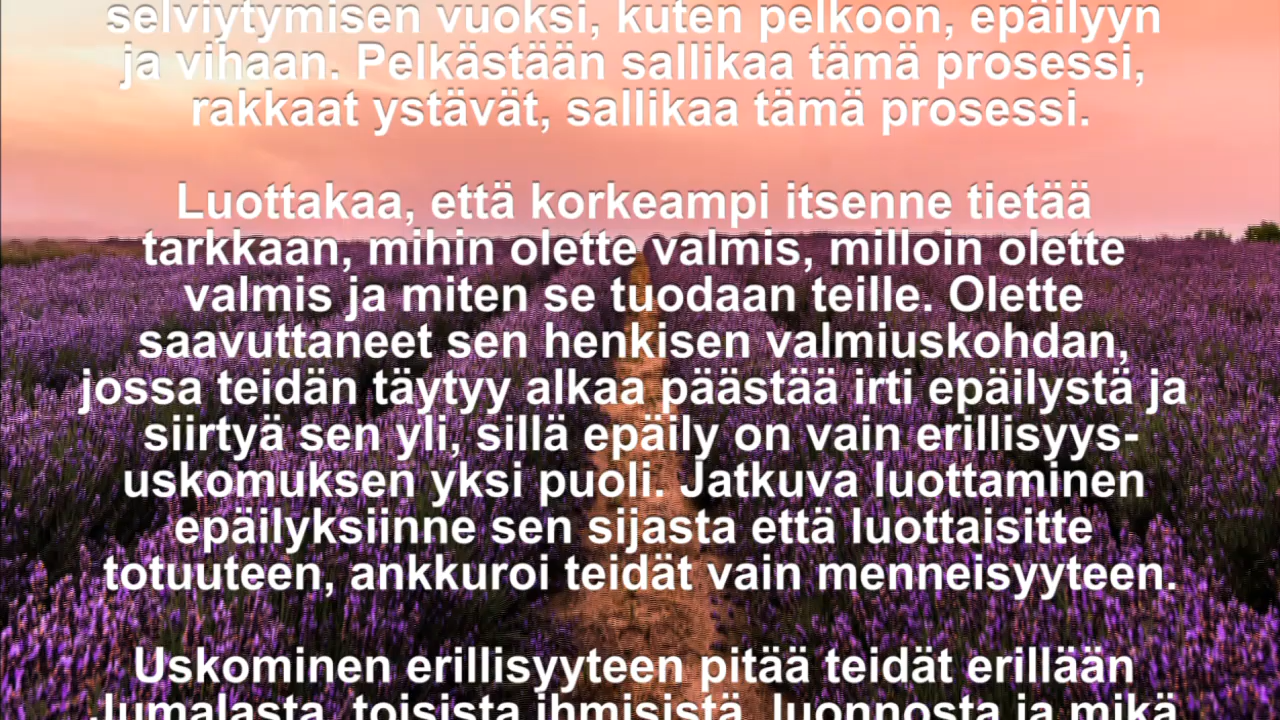 selviytymisen vuoksi, kuten pelkoon, epäilyyn
ja vihaan. Pelkästään sallikaa tämä prosessi,
rakkaat ystävät, sallikaa tämä prosessi.
Luottakaa, että korkeampi itsenne tietää
tarkkaan, mihin olette valmis, milloin olette
valmis ja miten se tuodaan teille. Olette
saavuttaneet sen henkisen valmiuskohdan,
jossa teidän täytyy alkaa päästää irti epäilystä ja
siirtyä sen yli, sillä epäily on vain erillisyys-
uskomuksen yksi puoli. Jatkuva luottaminen
epäilyksiinne sen sijasta että luottaisitte
totuuteen, ankkuroi teidät vain menneisyyteen.
Uskominen erillisyyteen pitää teidät erillään
Jumalasta, toisista ihmisistä, luonnosta ja mikä